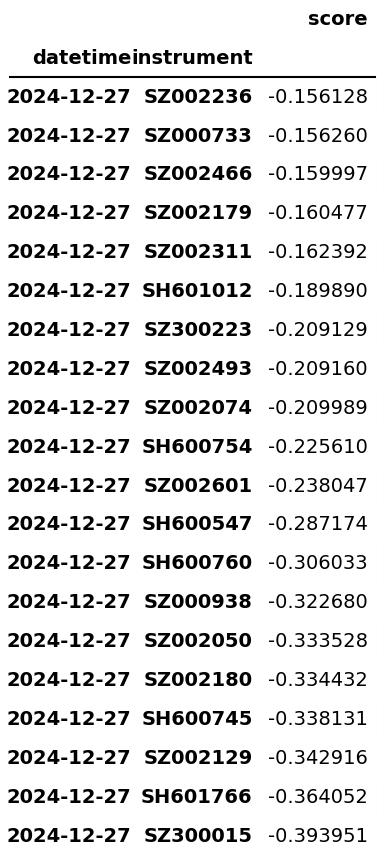 score
datetime instrument
2024-12-27 SZ002236 -0.156128
2024-12-27 SZ000733 -0.156260
2024-12-27 SZ002466 -0.159997
2024-12-27 SZ002179 -0.160477
2024-12-27 SZ002311 -0.162392
2024-12-27 SH601012 -0.189890
2024-12-27 SZ300223 -0.209129
2024-12-27 SZ002493 -0.209160
2024-12-27 SZ002074 -0.209989
2024-12-27 SH600754 -0.225610
2024-12-27 SZ002601 -0.238047
2024-12-27 SH600547 -0.287174
2024-12-27 SH600760 -0.306033
2024-12-27 SZ000938 -0.322680
2024-12-27 SZ002050 -0.333528
2024-12-27 SZ002180 -0.334432
2024-12-27 SH600745 -0.338131
2024-12-27 SZ002129 -0.342916
2024-12-27 SH601766 -0.364052
2024-12-27 SZ300015 -0.393951